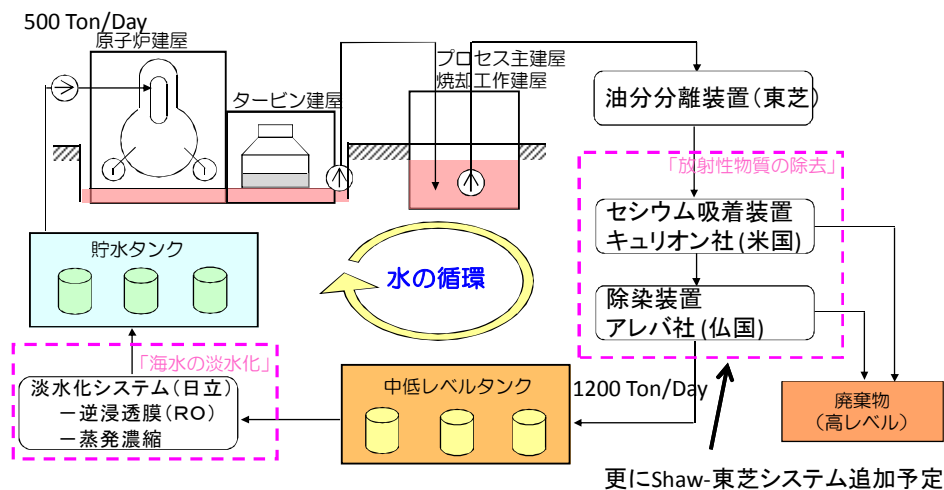 500 Ton/Day
原子炉建屋
タービン建屋
プロセス主建屋
焼却工作建屋
油分分離装置(東芝)
「放射性物質の除去」
セシウム吸着装置
キュリオン社(米国)
除染装置
アレバ社(仏国)
貯水タンク
水の循環
「海水の淡水化」
淡水化システム(日立)
－逆浸透膜(RO)
－蒸発濃縮
中低レベルタンク
1200 Ton/Day
廃棄物
(高レベル)
更にShaw-東芝システム追加予定